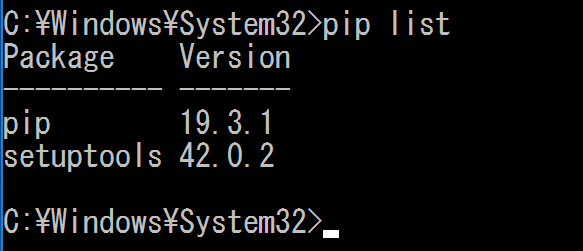 C:¥Windows¥System32>pip list
Package    Version
---------- -------
pip        19.3.1
setuptools 42.0.2
C:¥Windows¥System32>